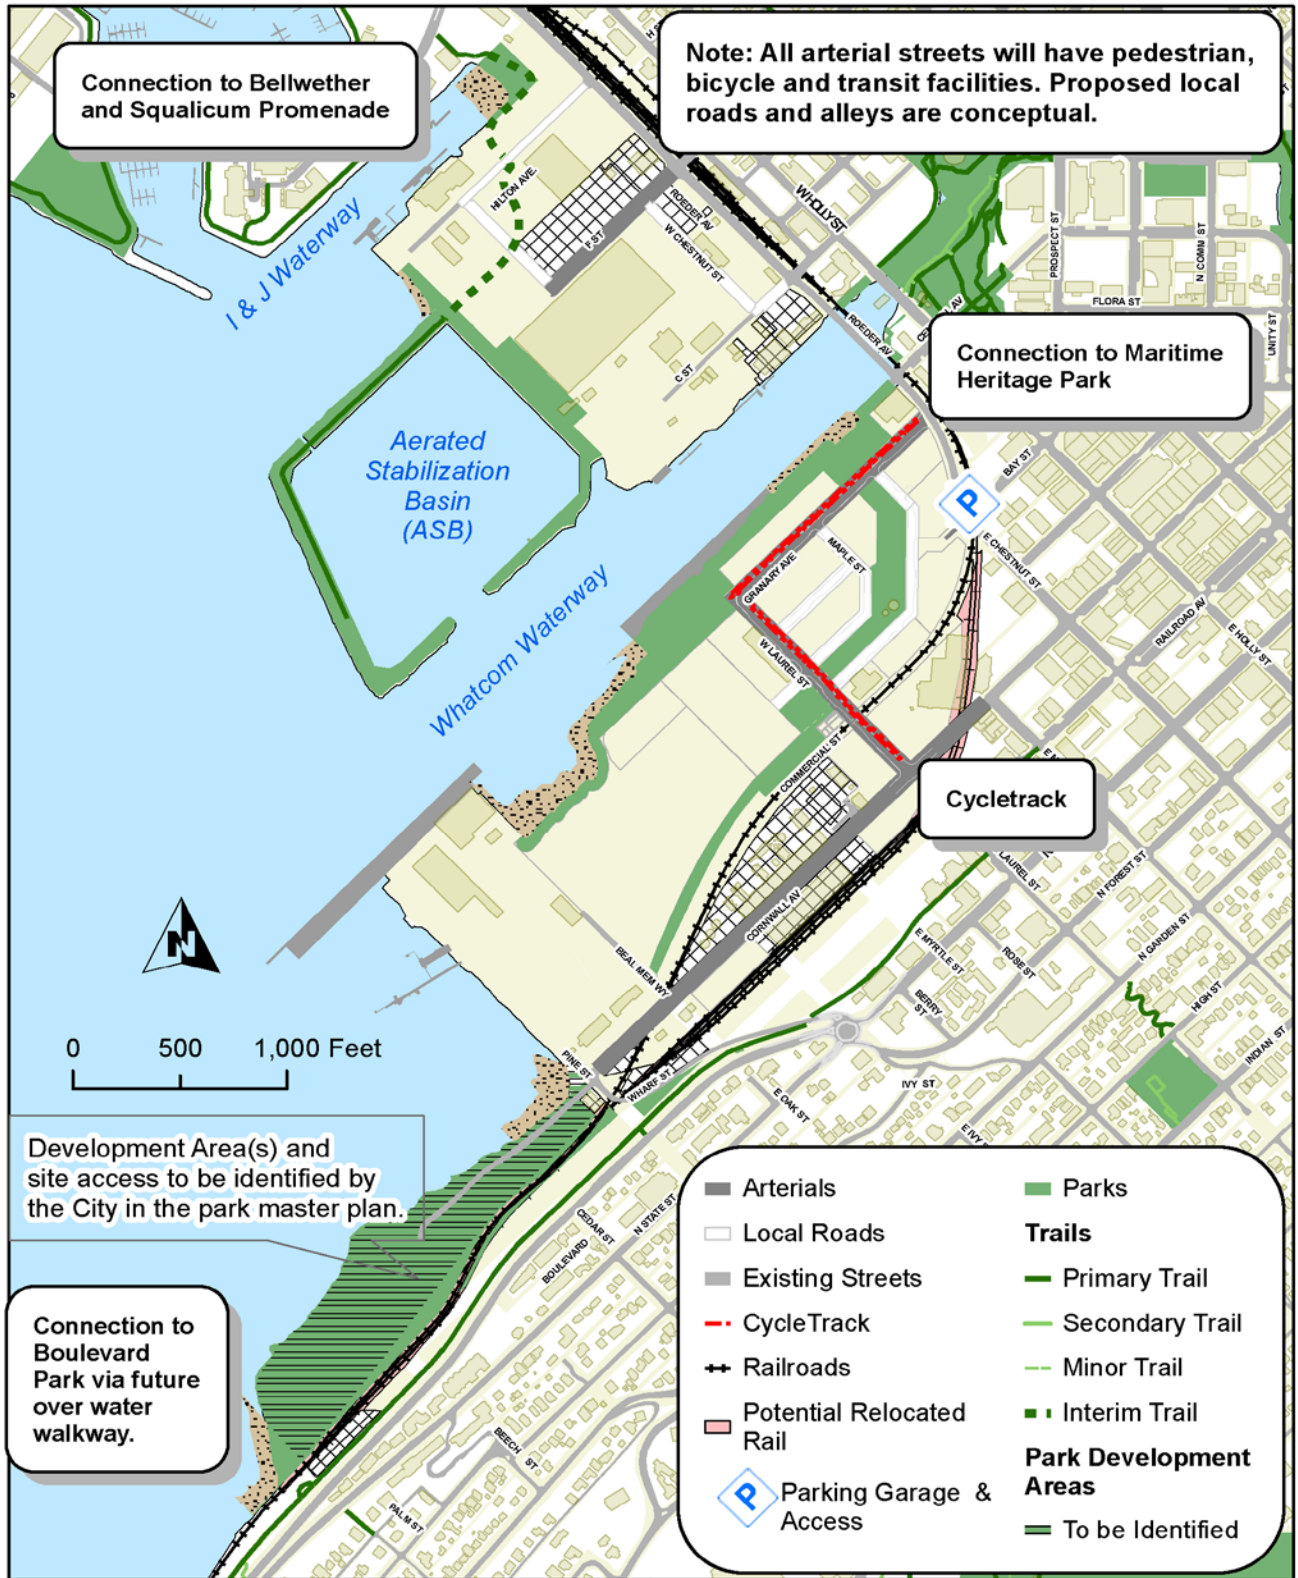 Connection to Bellwether
and Squalicum Promenade
Note: All arterial streets will have pedestrian,
bicycle and transit facilities. Proposed local
roads and alleys are conceptual.
H ST
I & J Waterway
HILTON AVE.
F ST
ROEDER AV
W CHESTNUT ST
W HOLLY ST
C ST
PROSPECT ST
N COMM ST
FLORA ST
UNITY ST
ROEDER AV
Connection to Maritime
Heritage Park
Aerated
Stabilization
Basin
(ASB)
BAY ST
P
E CHESTNUT ST
RAILROAD AV
E HOLLY ST
MAPLE ST
GRANARY AVE
W LAUREL ST
Whatcom Waterway
COMMERCIAL ST
Cycletrack
LAUREL ST
N FOREST ST
N GARDEN ST
HIGH ST
INDIAN ST
CORNWALL AV
E MYRTLE ST
ROSE ST
BERRY
ST
BEAL MEM WY
N
0 500 1,000 Feet
PINE ST
WHARF ST
IVY ST
E OAK ST
E IVY
Development Area(s) and
site access to be identified by
the City in the park master plan.
CEDAR ST
N STATE ST
BOULEVARD
BEECH
ST
PALM ST
Connection to
Boulevard
Park via future
over water
walkway.
Arterials
Local Roads
Existing Streets
CycleTrack
Railroads
Potential Relocated
Rail
P Parking Garage &
Access
Parks
Trails
Primary Trail
Secondary Trail
Minor Trail
Interim Trail
Park Development
Areas
To be Identified